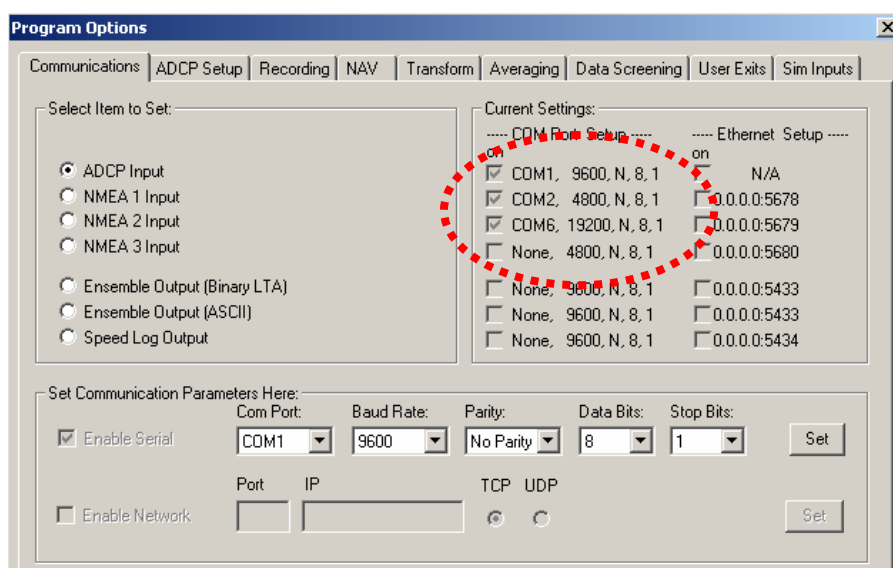 Program Options
Communications ADCP Setup Recording NAV Transform Averaging Data Screening User Exits Sim Inputs
Select Item to Set:
ADCP Input
NMEA 1 Input
NMEA 2 Input
NMEA 3 Input
Ensemble Output (Binary LTA)
Ensemble Output (ASCII)
Speed Log Output
Current Settings:
----- COM Port Setup ----- ----- Ethernet Setup -----
on on
COM1, 9600, N, 8, 1 N/A
COM2, 4800, N, 8, 1 0.0.0.0:5678
COM6, 19200, N, 8, 1 0.0.0.0:5679
None, 4800, N, 8, 1 0.0.0.0:5680
None, 9600, N, 8, 1 0.0.0.0:5433
None, 9600, N, 8, 1 0.0.0.0:5433
None, 9600, N, 8, 1 0.0.0.0:5434
Set Communication Parameters Here:
Com Port: Baud Rate: Parity: Data Bits: Stop Bits:
Enable Serial COM1 9600 No Parity 8 1 Set
Port IP TCP UDP
Enable Network Set